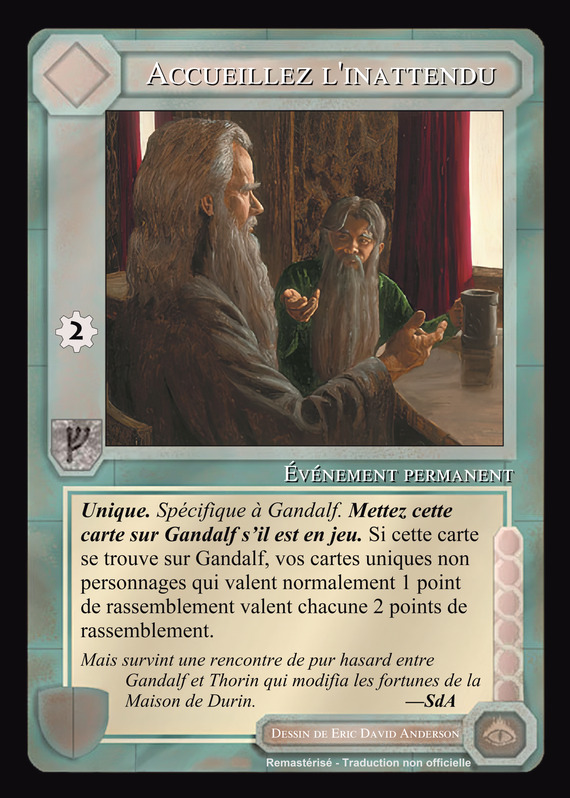 Accueillez l'inattendu
2
Événement permanent
Unique. Spécifique à Gandalf. Mettez cette
carte sur Gandalf s'il est en jeu. Si cette carte
se trouve sur Gandalf, vos cartes uniques non
personnages qui valent normalement 1 point
de rassemblement valent chacune 2 points de
rassemblement.
Mais survint une rencontre de pur hasard entre
Gandalf et Thorin qui modifia les fortunes de la
Maison de Durin. —SdA
Dessin de Eric David Anderson
Remastérisé - Traduction non officielle